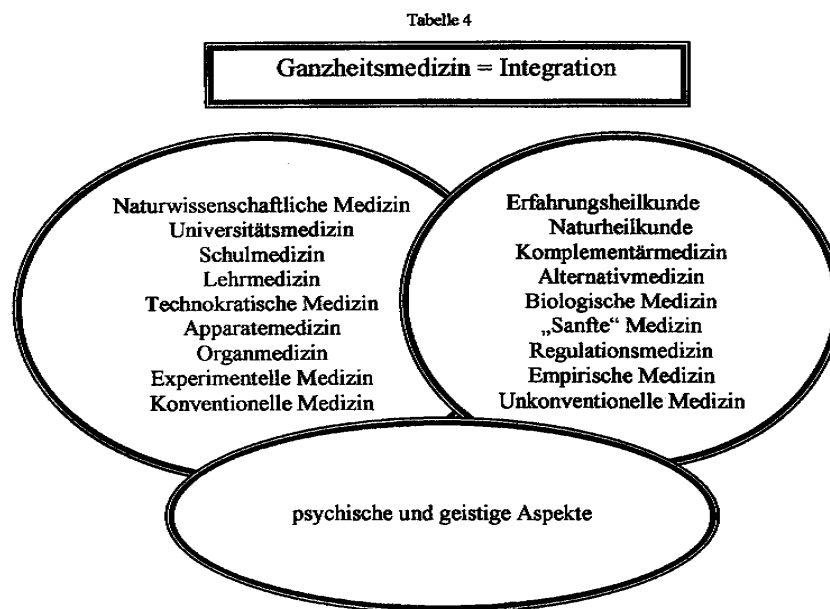 Tabelle 4
Ganzheitsmedizin = Integration
Naturwissenschaftliche Medizin
Universitätsmedizin
Schulmedizin
Lehrmedizin
Technokratische Medizin
Apparatemedizin
Organmedizin
Experimentelle Medizin
Konventionelle Medizin
Erfahrungsheilkunde
Naturheilkunde
Komplementärmedizin
Alternativmedizin
Biologische Medizin
„Sanfte“ Medizin
Regulationsmedizin
Empirische Medizin
Unkonventionelle Medizin
psychische und geistige Aspekte